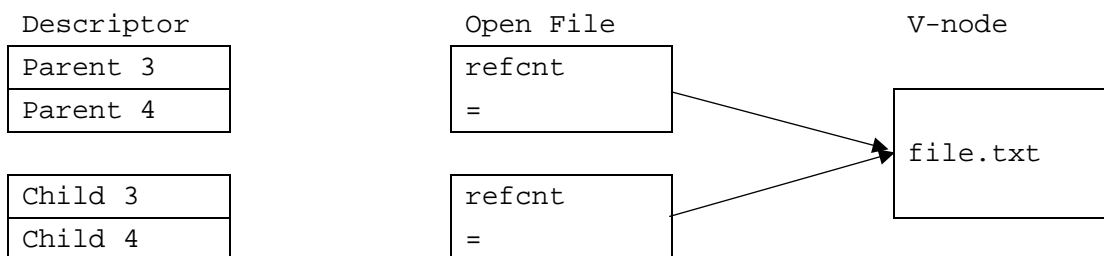 Descriptor Open File V-node
Parent 3 refcnt
Parent 4 =
file.txt
Child 3 refcnt
Child 4 =